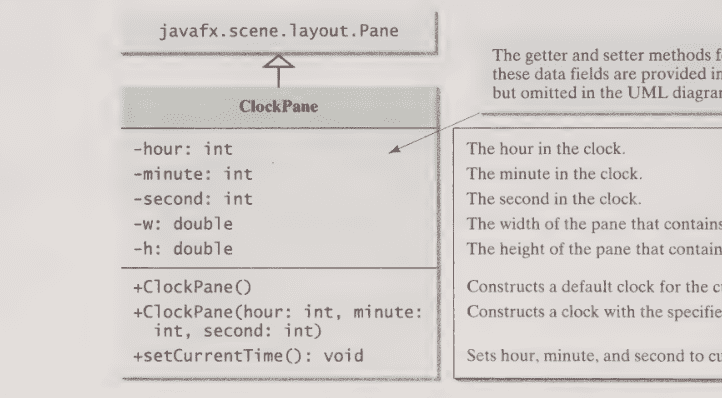 javafx.scene.layout.Pane
The getter and setter methods
these data fields are provided in
but omitted in the UML
ClockPane
-hour: int
The hour in the clock.
-minute: int
The minute in the clock.
-second: int
The second in the clock.
-w: double
The width of the pane that contains
-h: double
The height of the pane that
+ClockPane()
Constructs a default clock for the
+ClockPane(hour: int, minute:
int, second: int)
Constructs a clock with the
+setCurrentTime(): void
Sets hour, minute, and second to